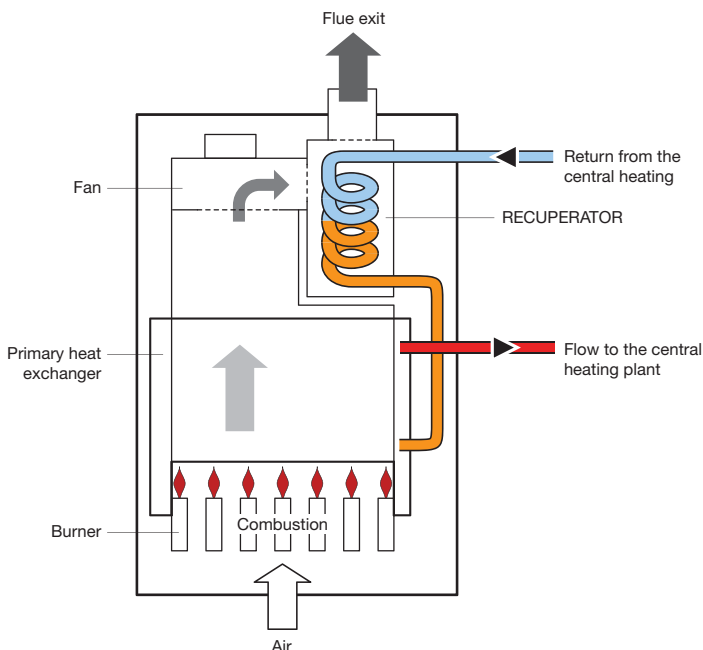 Flue exit
Return from the
central heating
Fan
RECUPERATOR
Primary heat
exchanger
Flow to the central
heating plant
Burner
Combustion
Air